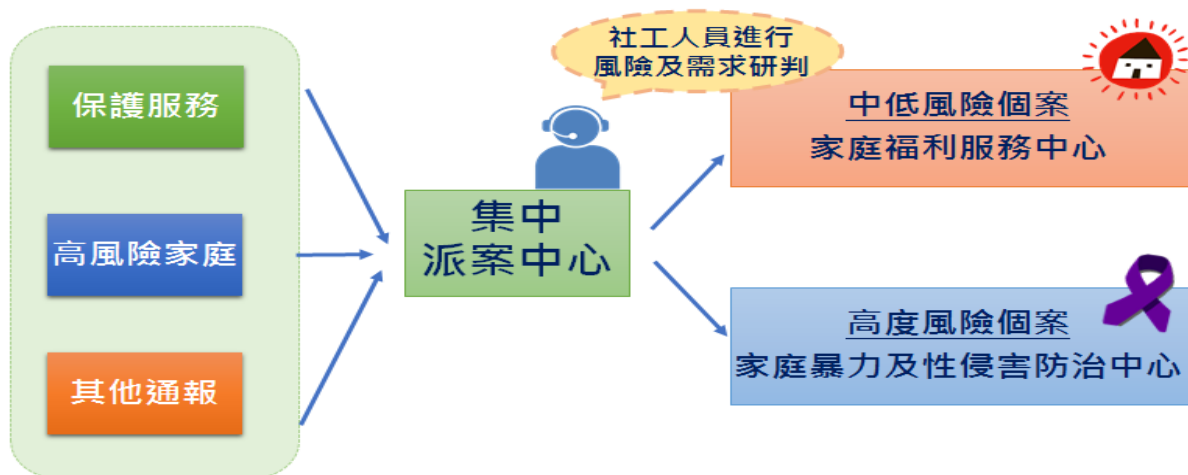 保護服務
高風險家庭
其他通報
社工人員進行
風險及需求研判
集中
派案中心
中低風險個案
家庭福利服務中心
高度風險個案
家庭暴力及性侵害防治中心